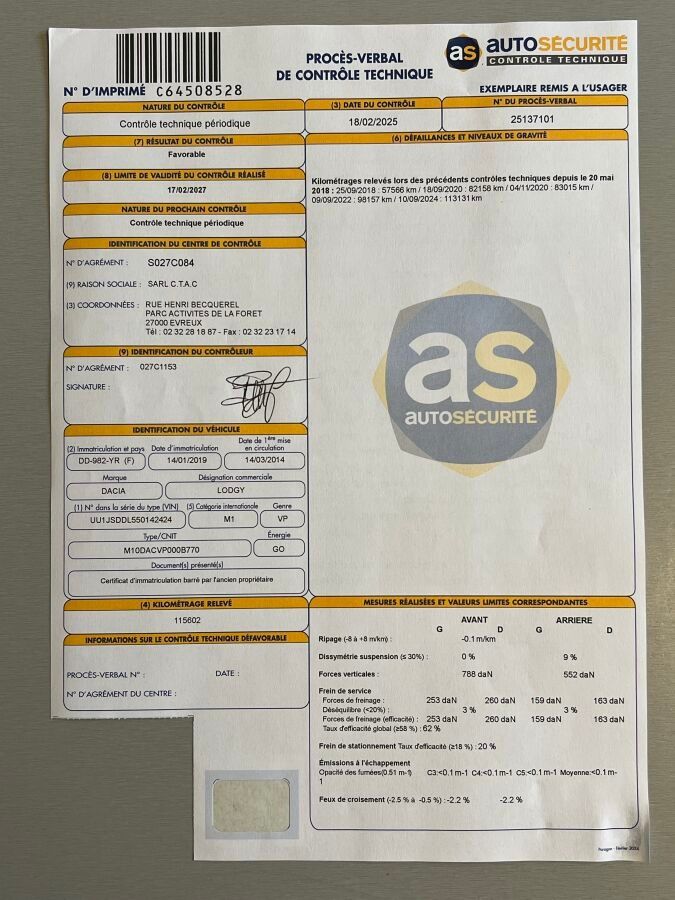 as AUTOSÉCURITÉ
CONTROLE TECHNIQUE
PROCÈS-VERBAL
DE CONTRÔLE TECHNIQUE
N° D'IMPRIMÉ C64508528
EXEMPLAIRE REMIS A L'USAGER
NATURE DU CONTRÔLE
Contrôle technique périodique
(3) DATE DU CONTRÔLE
18/02/2025
N° DU PROCÈS-VERBAL
25137101
(7) RÉSULTAT DU CONTRÔLE
Favorable
(8) LIMITE DE VALIDITÉ DU CONTRÔLE RÉALISÉ
17/02/2027
NATURE DU PROCHAIN CONTRÔLE
Contrôle technique périodique
IDENTIFICATION DU CENTRE DE CONTRÔLE
N° D'AGRÉMENT : S027C084
(9) RAISON SOCIALE : SARL C.T.A.C
(3) COORDONNÉES : RUE HENRI BECQUEREL
PARC ACTIVITES DE LA FORET
27000 EVREUX
Tél : 02 32 28 18 87 - Fax : 02 32 23 17 14
(9) IDENTIFICATION DU CONTRÔLEUR
N° D'AGRÉMENT : 027C1153
SIGNATURE :
(6) DÉFAILLANCES ET NIVEAUX DE GRAVITÉ
Kilométrages relevés lors des précédents contrôles techniques depuis le 20 mai
2018 : 25/09/2018 : 57566 km / 18/09/2020 : 82158 km / 04/11/2020 : 83015 km /
09/09/2022 : 98157 km / 10/09/2024 : 113131 km
as
AUTOSÉCURITÉ
IDENTIFICATION DU VÉHICULE
(2) Immatriculation et pays Date d'immatriculation Date de 1ère mise
en circulation
DD-982-YR (F) 14/01/2019 14/03/2014
Marque Désignation commerciale
DACIA LODGY
(1) N° dans la série du type (VIN) (5) Catégorie internationale Genre
UU1JSDDL550142424 M1 VP
Type/CNIT Énergie
M10DACVP000B770 GO
Document(s) présenté(s)
Certificat d'immatriculation barré par l'ancien propriétaire
(4) KILOMÉTRAGE RELEVÉ
115602
INFORMATIONS SUR LE CONTRÔLE TECHNIQUE DÉFAVORABLE
PROCÈS-VERBAL N° : DATE :
N° D'AGRÉMENT DU CENTRE :
MESURES RÉALISÉES ET VALEURS LIMITES CORRESPONDANTES
AVANT ARRIERE
G D G D
Ripage (-8 à +8 m/km) : -0.1 m/km
Dissymétrie suspension (≤ 30%) : 0 % 9 %
Forces verticales : 788 daN 552 daN
Frein de service
Forces de freinage : 253 daN 260 daN 159 daN 163 daN
Déséquilibre (<20%) : 3 % 3 %
Forces de freinage (efficacité) : 253 daN 260 daN 159 daN 163 daN
Taux d'efficacité global (≥58 %) : 62 %
Frein de stationnement Taux d'efficacité (≥18 %) : 20 %
Émissions à l'échappement
Opacité des fumées(0.51 m-1) C3:<0.1 m-1 C4:<0.1 m-1 C5:<0.1 m-1 Moyenne:<0.1 m-
1
Feux de croisement (-2.5 % à -0.5 %) : -2.2 % -2.2 %